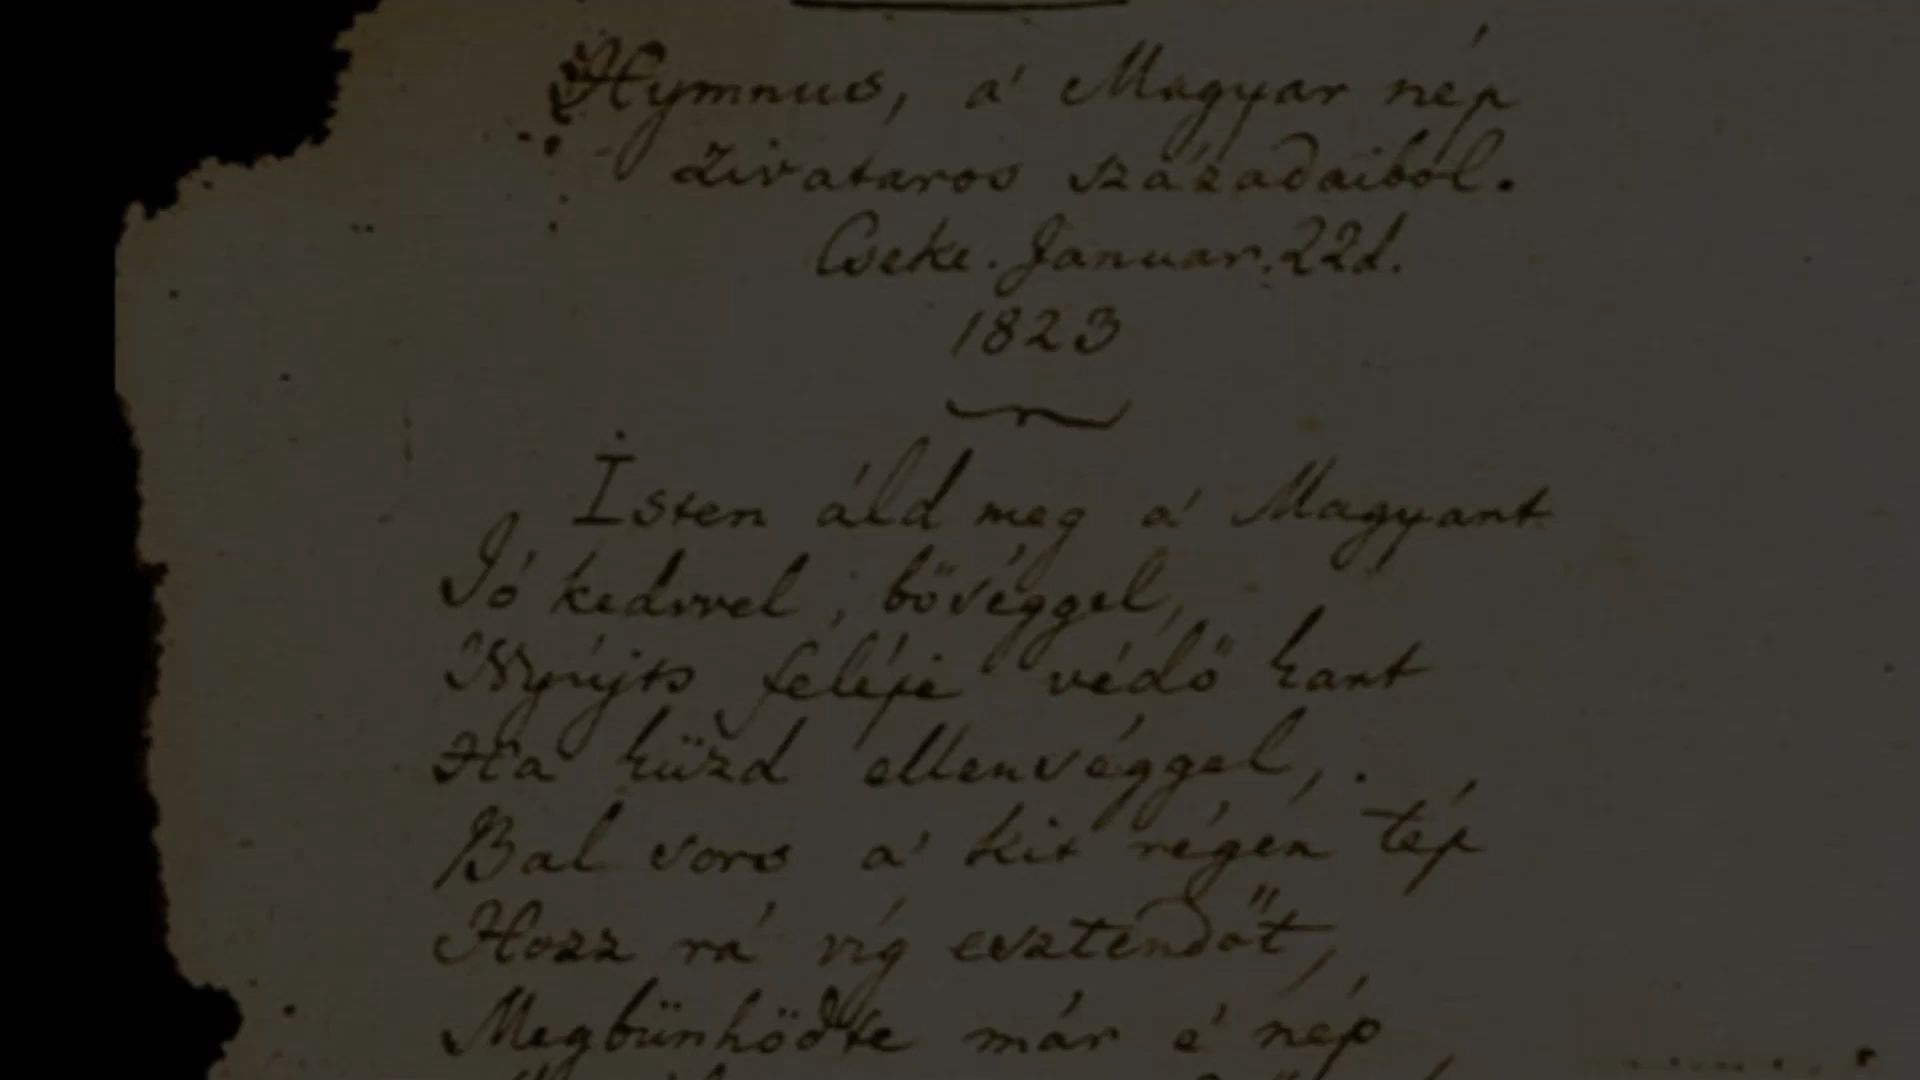 Hymnus, a' Magyar nép
Zivataros századaiból.
Cseke. Januar. 22d.
1823
Isten áld meg a' Magyart
Jó kedvvel, bőséggel,
Nyújts feléje védő kart
Ha küzd ellenséggel,
Bal sors a' kit régen tép
Hozz rá víg esztendőt,
Megbünhödte már é nép